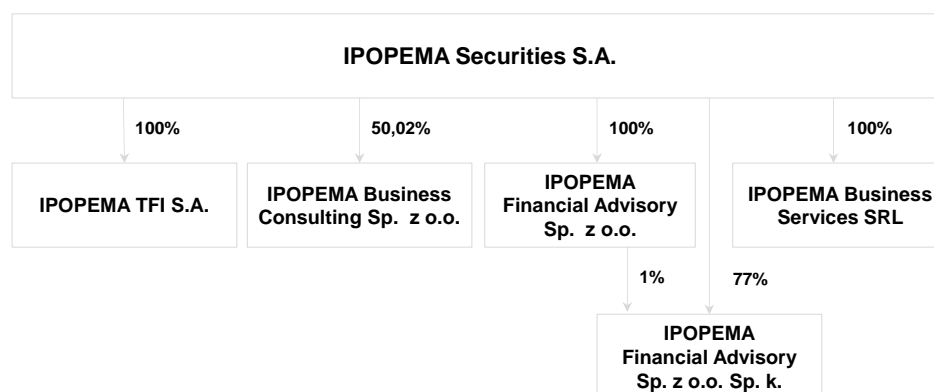 IPOPEMA Securities S.A.
100%
50,02%
100%
100%
IPOPEMA TFI S.A.
IPOPEMA Business
Consulting Sp. z o.o.
IPOPEMA
Financial Advisory
Sp. z o.o.
IPOPEMA Business
Services SRL
1%
77%
IPOPEMA
Financial Advisory
Sp. z o.o. Sp. k.